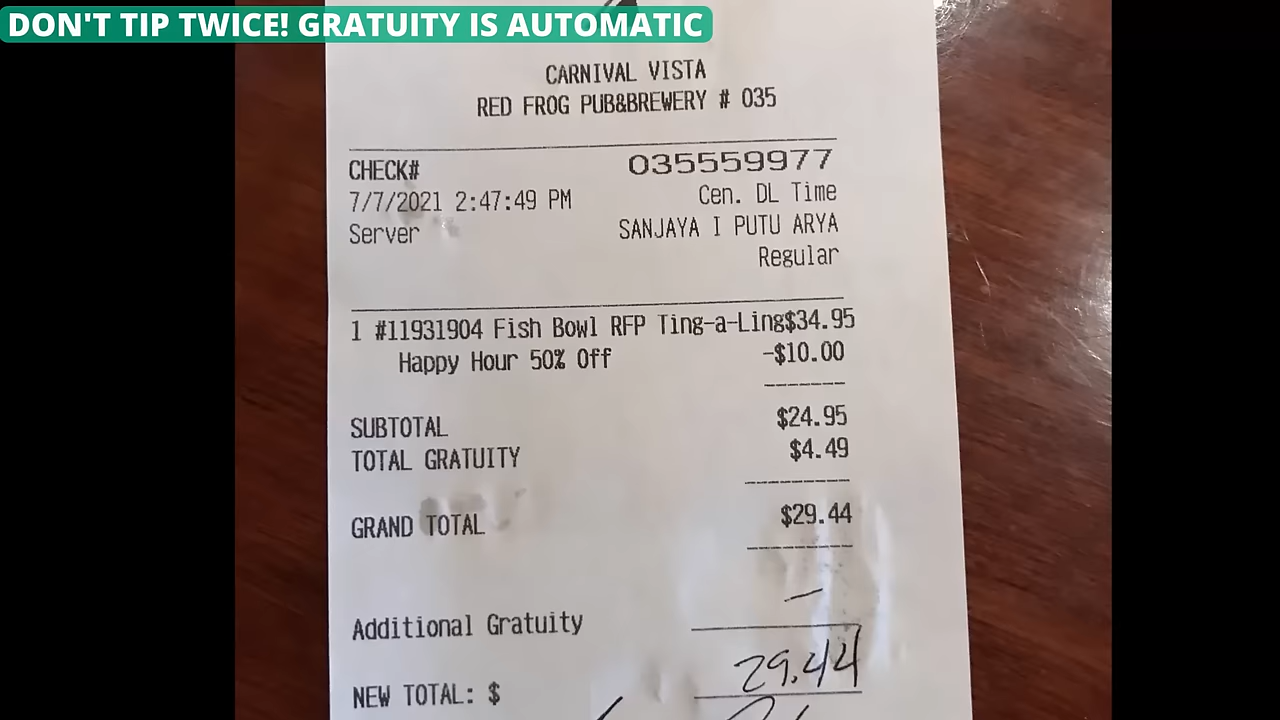 DON'T TIP TWICE! GRATUITY IS AUTOMATIC
CARNIVAL VISTA
RED FROG PUB&BREWERY # 035
CHECK# 035559977
7/7/2021 2:47:49 PM Cen. DL Time
Server SANJAYA I PUTU ARYA
Regular
1 #11931904 Fish Bowl RFP Ting-a-Ling$34.95
Happy Hour 50% Off -$10.00
SUBTOTAL $24.95
TOTAL GRATUITY $4.49
GRAND TOTAL $29.44
Additional Gratuity —
NEW TOTAL: $ 29.44